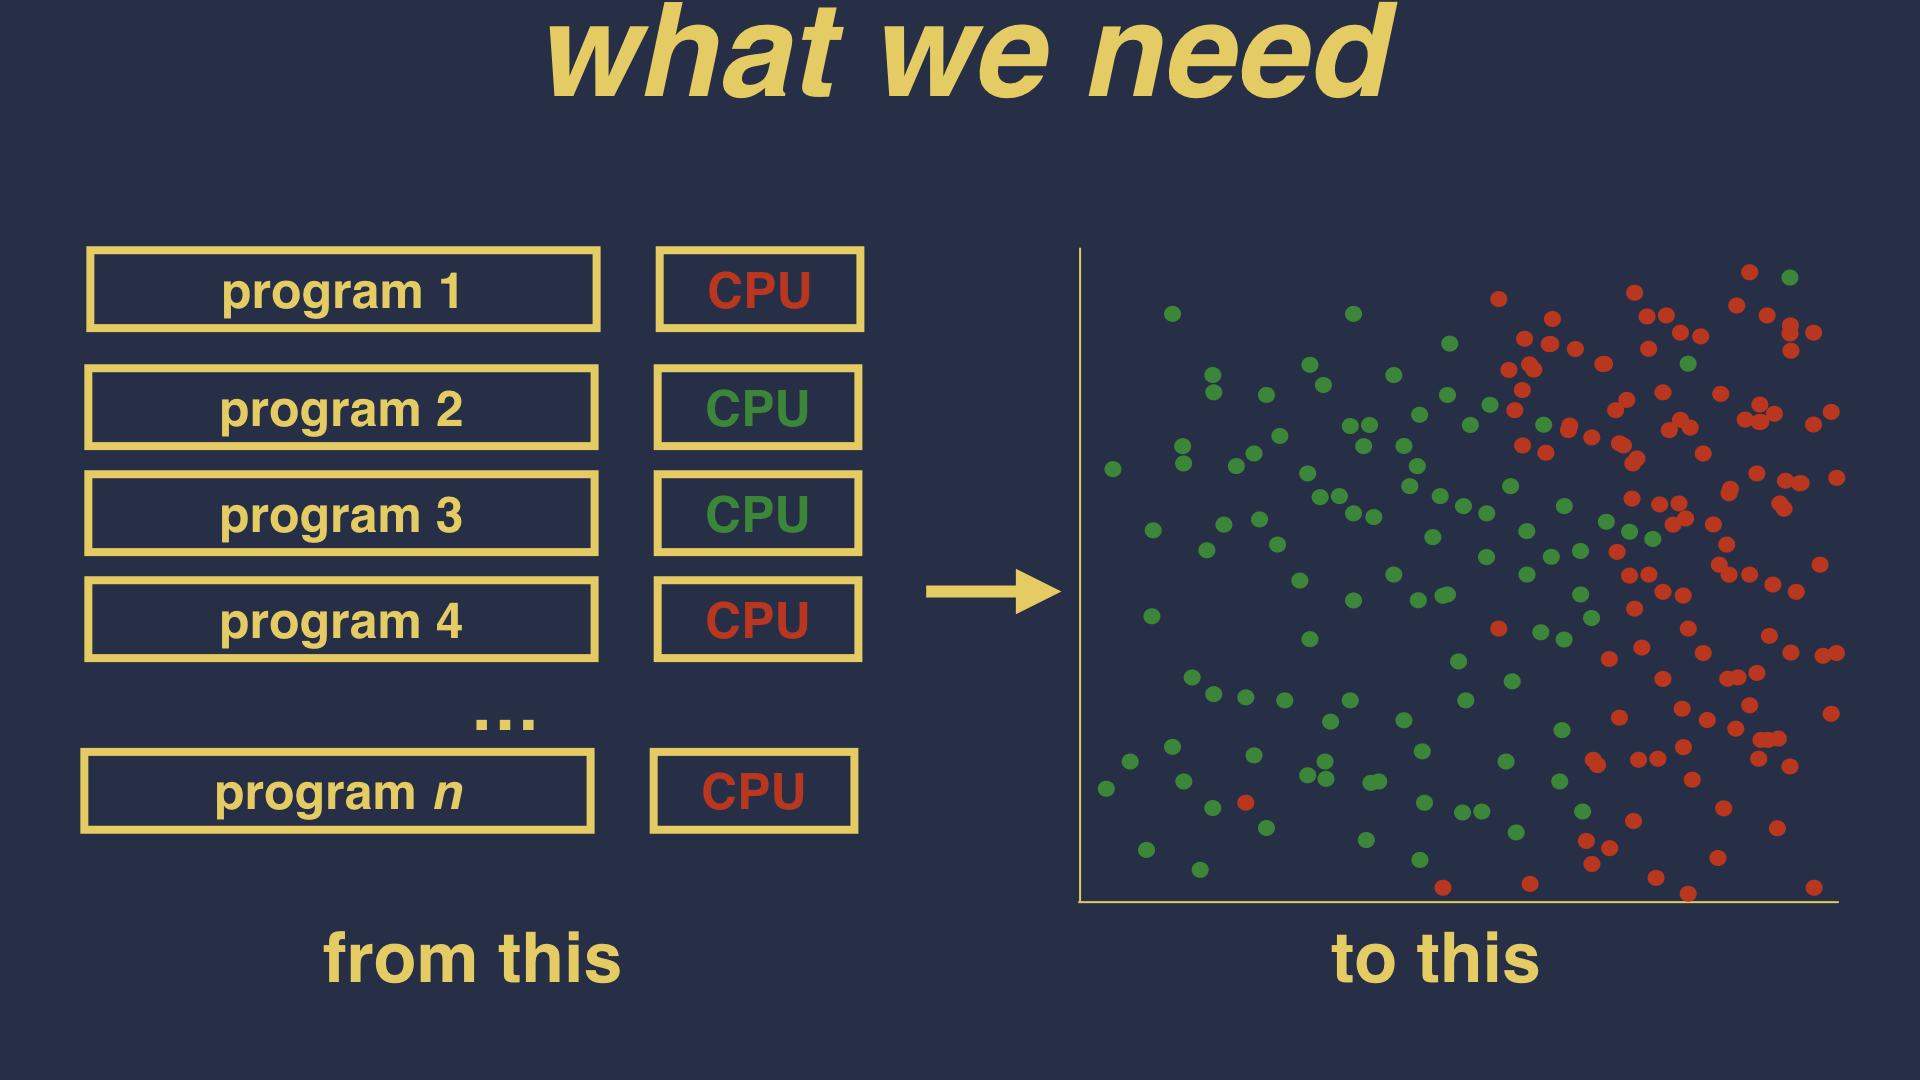 what we need
program 1 CPU
program 2 CPU
program 3 CPU
program 4 CPU
...
program n CPU
from this
to this